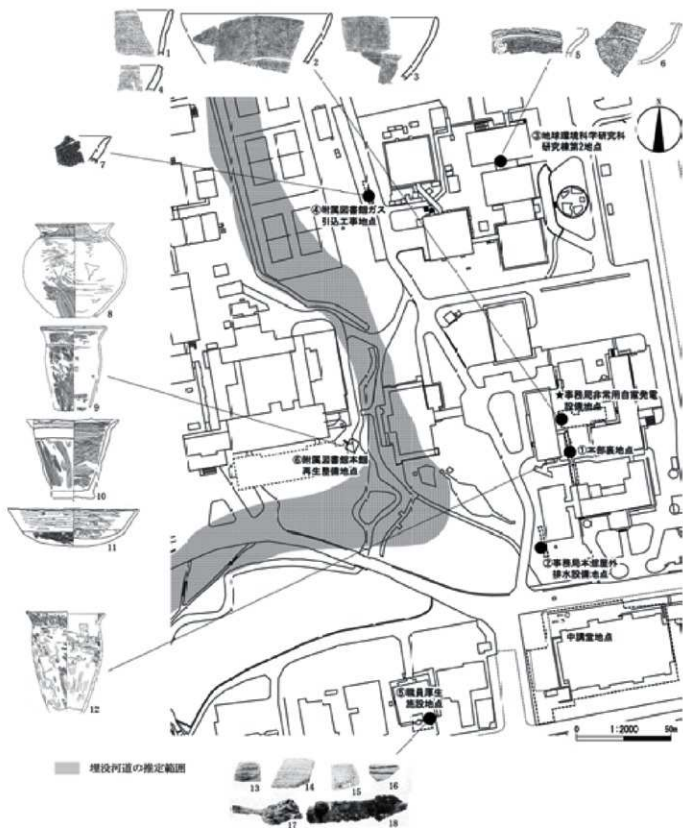 1
2
3
4
5
6
7
N
③地球環境科学研究科
研究棟第2地点
④附属図書館ガス
引込工事地点
8
9
10
11
12
★事務局非常用自家発電
設備地点
①本部裏地点
⑥附属図書館本館
再生整備地点
②事務局本館屋外
排水設備地点
中講堂地点
⑤職員厚生
施設地点
0 1:2000 50m
埋没河道の推定範囲
13
14
15
16
17
18